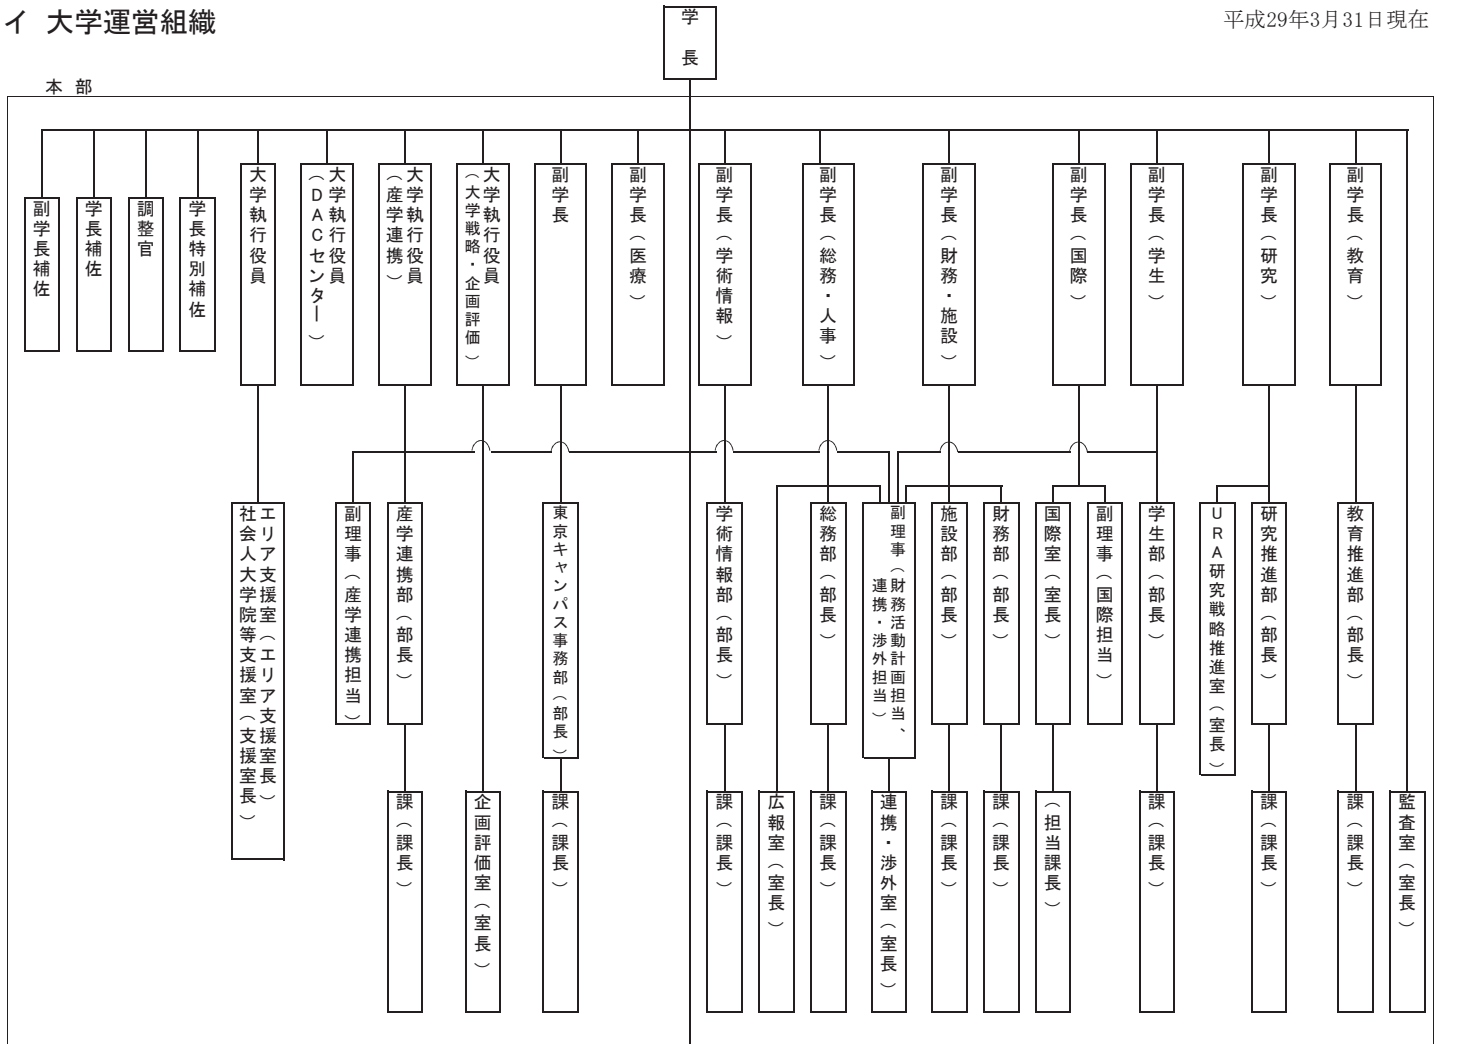 イ 大学運営組織
平成29年3月31日現在
学長
本部
副学長補佐
学長補佐
調整官
学長特別補佐
大学執行役員
大学執行役員
（DACセンター）
大学執行役員
（産学連携）
大学執行役員
（大学戦略・企画評価）
副学長
副学長（医療）
副学長（学術情報）
副学長（総務・人事）
副学長（財務・施設）
副学長（国際）
副学長（学生）
副学長（研究）
副学長（教育）
エリア支援室（エリア支援室長）
社会人大学院等支援室（支援室長）
副理事（産学連携担当）
産学連携部（部長）
東京キャンパス事務部（部長）
学術情報部（部長）
総務部（部長）
副理事（財務活動計画担当、
連携・渉外担当）
施設部（部長）
財務部（部長）
国際室（室長）
副理事（国際担当）
学生部（部長）
URA研究戦略推進室（室長）
研究推進部（部長）
教育推進部（部長）
課（課長）
企画評価室（室長）
課（課長）
課（課長）
広報室（室長）
課（課長）
連携・渉外室（室長）
課（課長）
課（課長）
（担当課長）
課（課長）
課（課長）
課（課長）
監査室（室長）